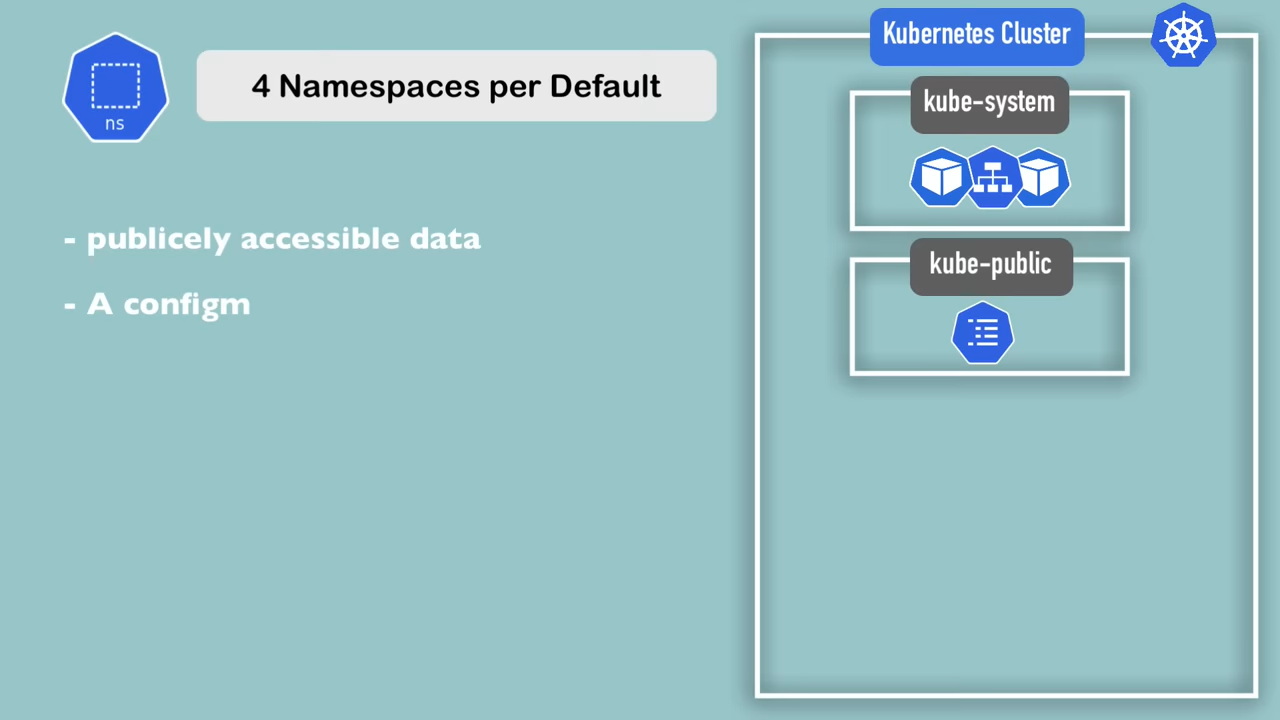 4 Namespaces per Default
ns
- publicely accessible data
- A configm
Kubernetes Cluster
kube-system
kube-public